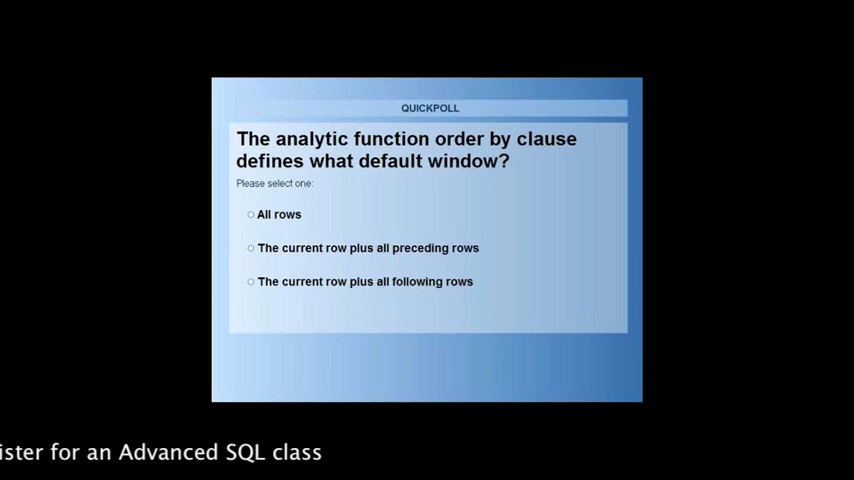 QUICKPOLL
The analytic function order by clause
defines what default window?
Please select one:
All rows
The current row plus all preceding rows
The current row plus all following rows
ister for an Advanced SQL class